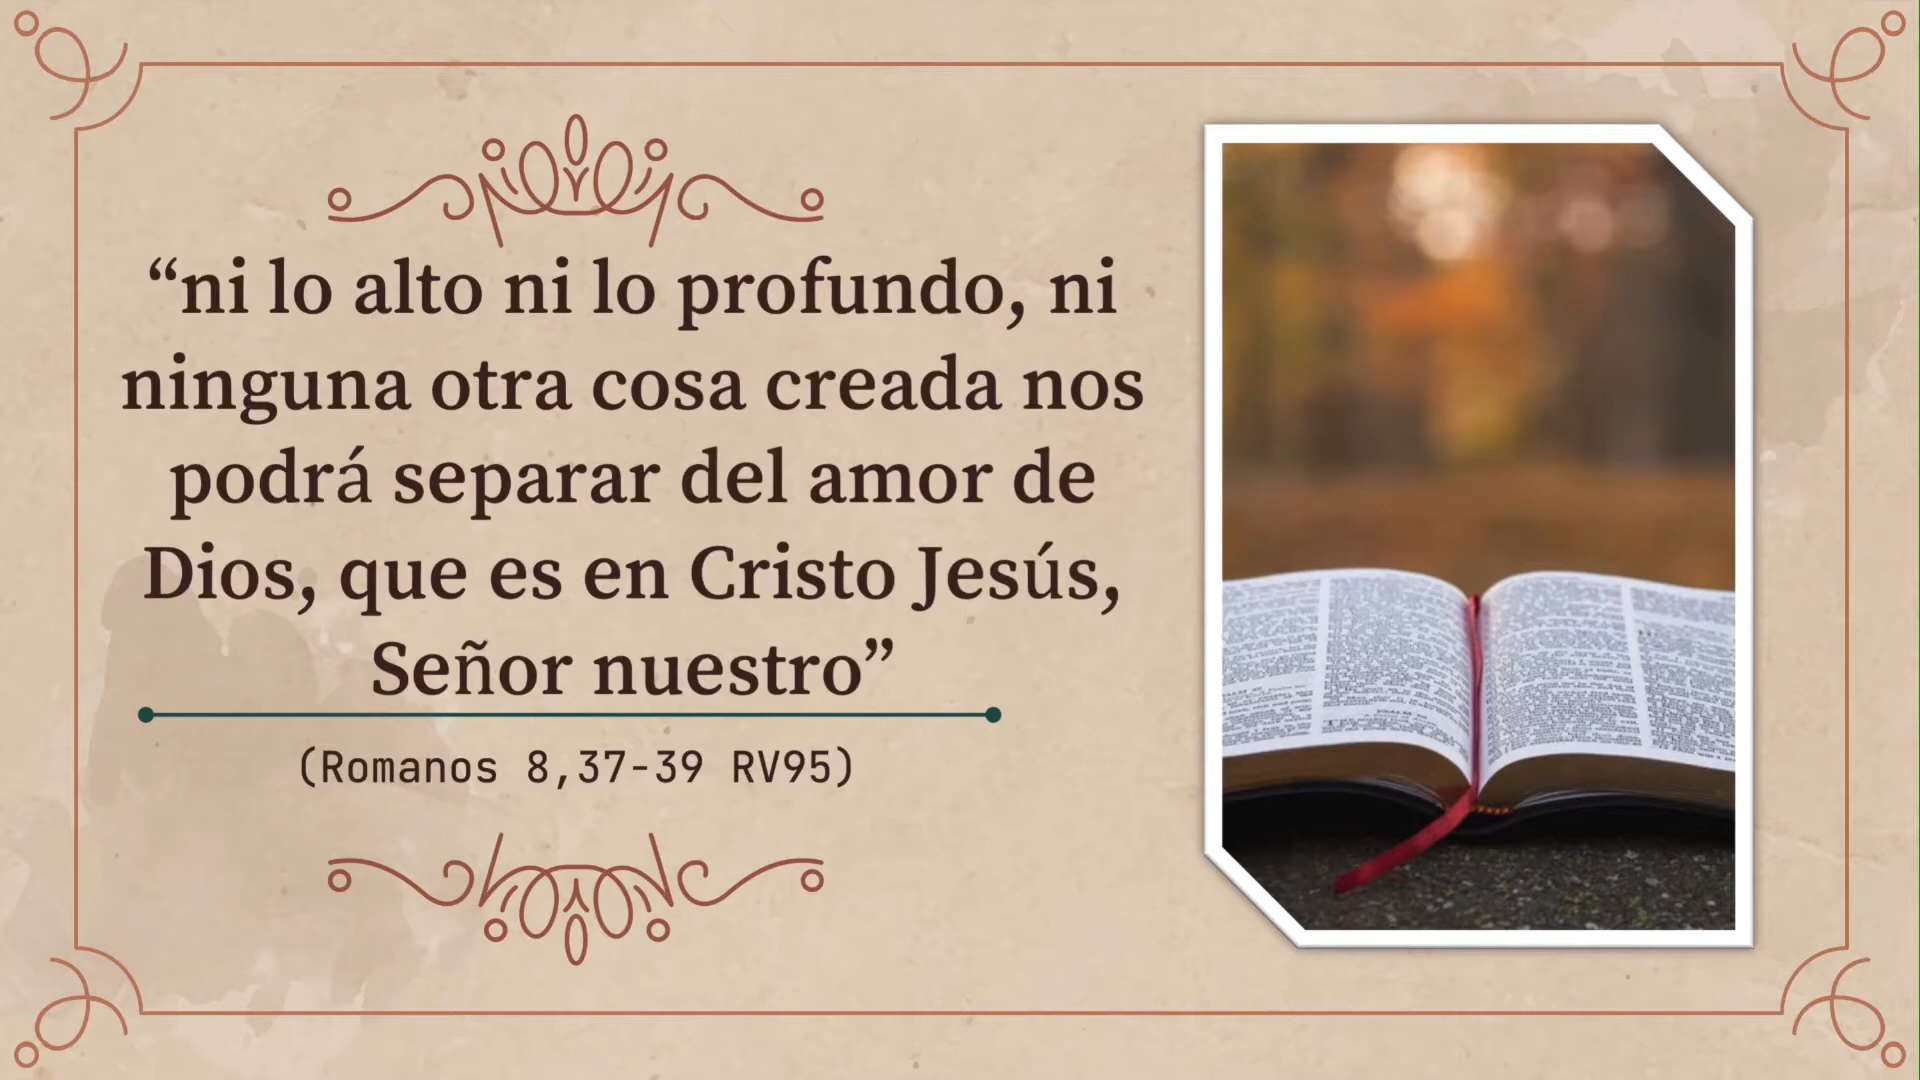 “ni lo alto ni lo profundo, ni
ninguna otra cosa creada nos
podrá separar del amor de
Dios, que es en Cristo Jesús,
Señor nuestro”
(Romanos 8,37-39 RV95)